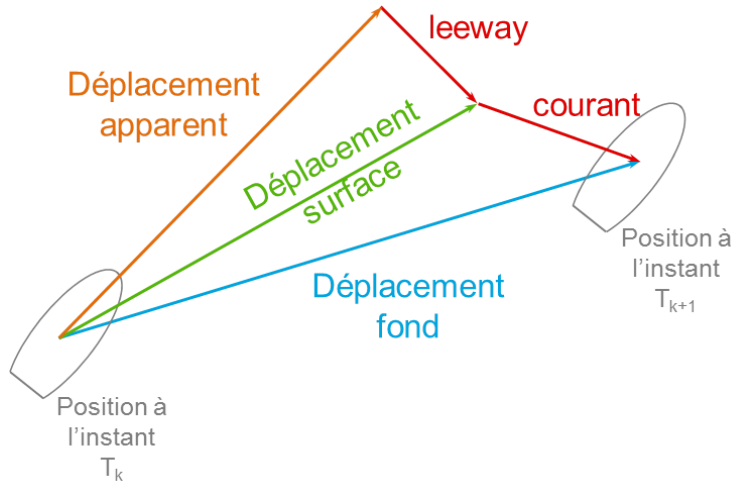 leeway
Déplacement
apparent
courant
Déplacement
surface
Position à
l’instant
Tk+1
Déplacement
fond
Position à
l’instant
Tk